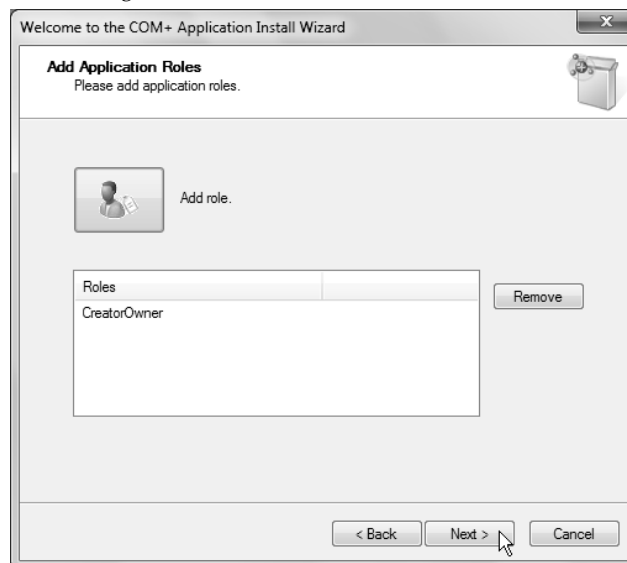 Welcome to the COM+ Application Install Wizard
Add Application Roles
Please add application roles.
Add role.
Roles
Remove
CreatorOwner
< Back
Next >
Cancel